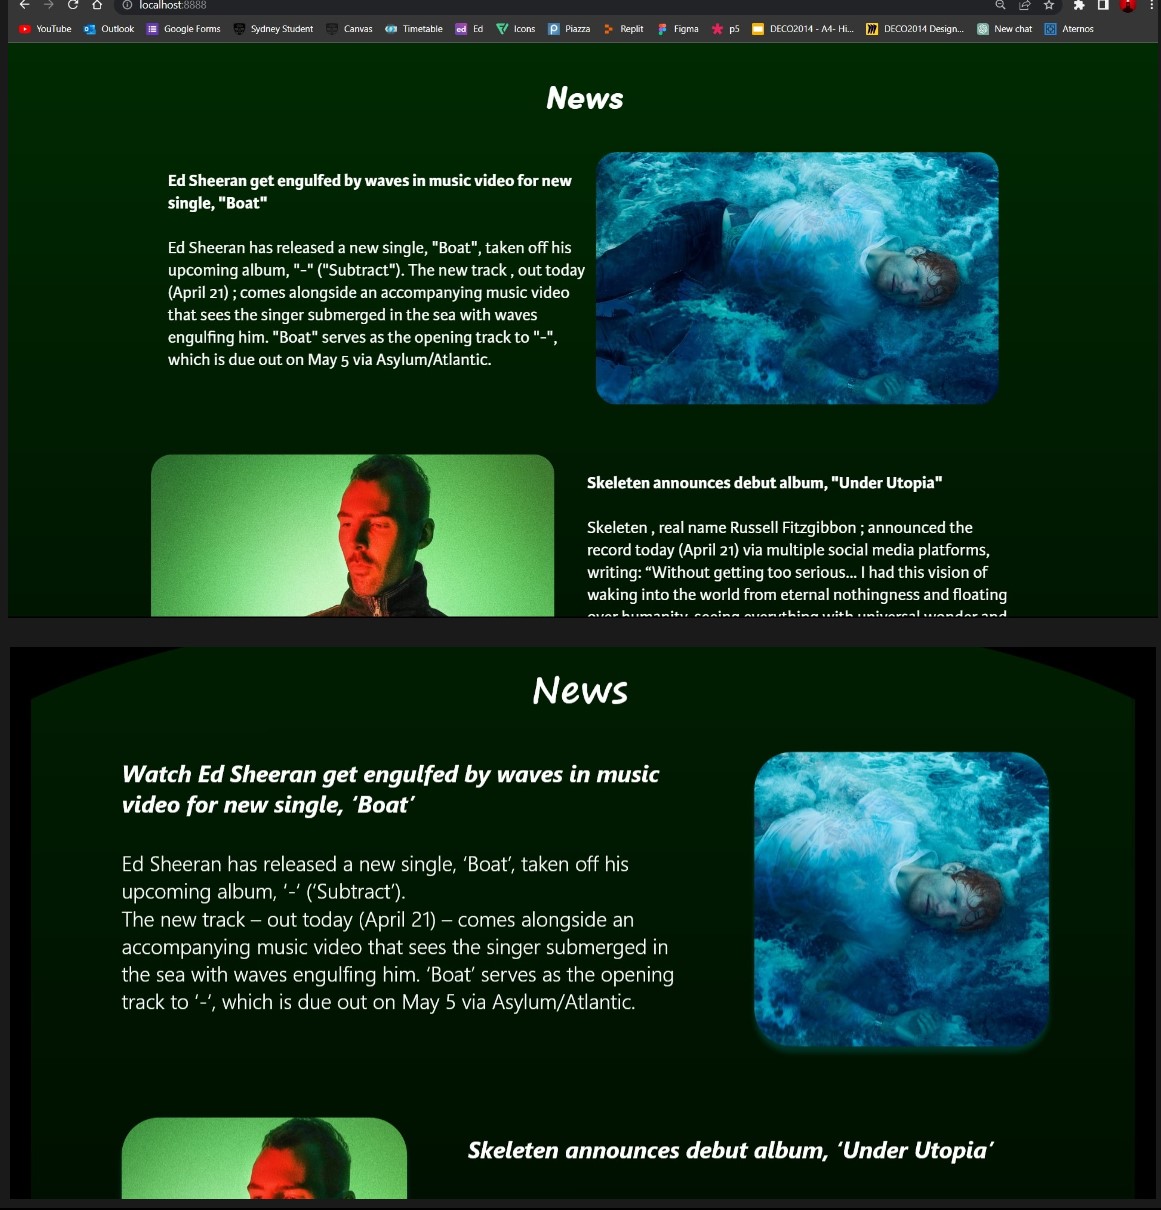 localhost:8888
YouTube Outlook Google Forms Sydney Student Canvas Timetable Ed Icons Piazza Replit Figma p5 DECO2014 - A4- Hi... DECO2014 Design... New chat Aternos
News
Ed Sheeran get engulfed by waves in music video for new
single, "Boat"
Ed Sheeran has released a new single, "Boat", taken off his
upcoming album, "-" ("Subtract"). The new track , out today
(April 21) ; comes alongside an accompanying music video
that sees the singer submerged in the sea with waves
engulfing him. "Boat" serves as the opening track to "-",
which is due out on May 5 via Asylum/Atlantic.
Skeleten announces debut album, "Under Utopia"
Skeleten , real name Russell Fitzgibbon ; announced the
record today (April 21) via multiple social media platforms,
writing: “Without getting too serious... I had this vision of
waking into the world from eternal nothingness and floating
over humanity, seeing everything with universal wonder and
News
Watch Ed Sheeran get engulfed by waves in music
video for new single, ‘Boat’
Ed Sheeran has released a new single, ‘Boat’, taken off his
upcoming album, ‘-‘ (‘Subtract’).
The new track – out today (April 21) – comes alongside an
accompanying music video that sees the singer submerged in
the sea with waves engulfing him. ‘Boat’ serves as the opening
track to ‘-‘, which is due out on May 5 via Asylum/Atlantic.
Skeleten announces debut album, ‘Under Utopia’